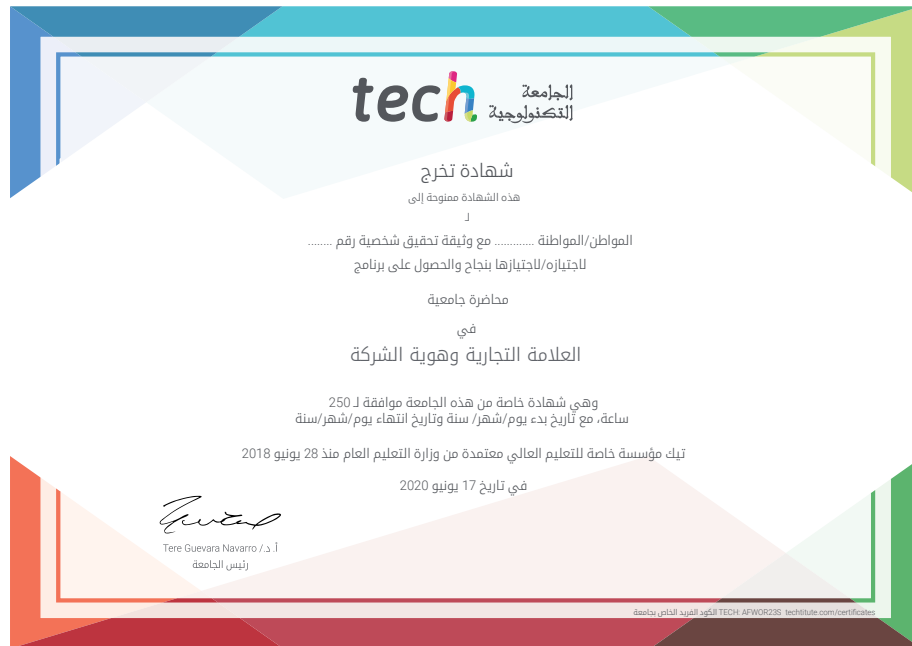 tech الجامعة
التكنولوجية
شهادة تخرج
هذه الشهادة ممنوحة إلى
لـ
المواطن/المواطنة ............ مع وثيقة تحقيق شخصية رقم ........
لاجتيازه/لاجتيازها بنجاح والحصول على برنامج
محاضرة جامعية
في
العلامة التجارية وهوية الشركة
وهي شهادة خاصة من هذه الجامعة موافقة لـ 250
ساعة، مع تاريخ بدء يوم/شهر/ سنة وتاريخ انتهاء يوم/شهر/سنة
تيك مؤسسة خاصة للتعليم العالي معتمدة من وزارة التعليم العام منذ 28 يونيو 2018
في تاريخ 17 يونيو 2020
أ. د./ Tere Guevara Navarro
رئيس الجامعة
الكود الفريد الخاص بجامعة TECH: AFWOR23S techtitute.com/certificates